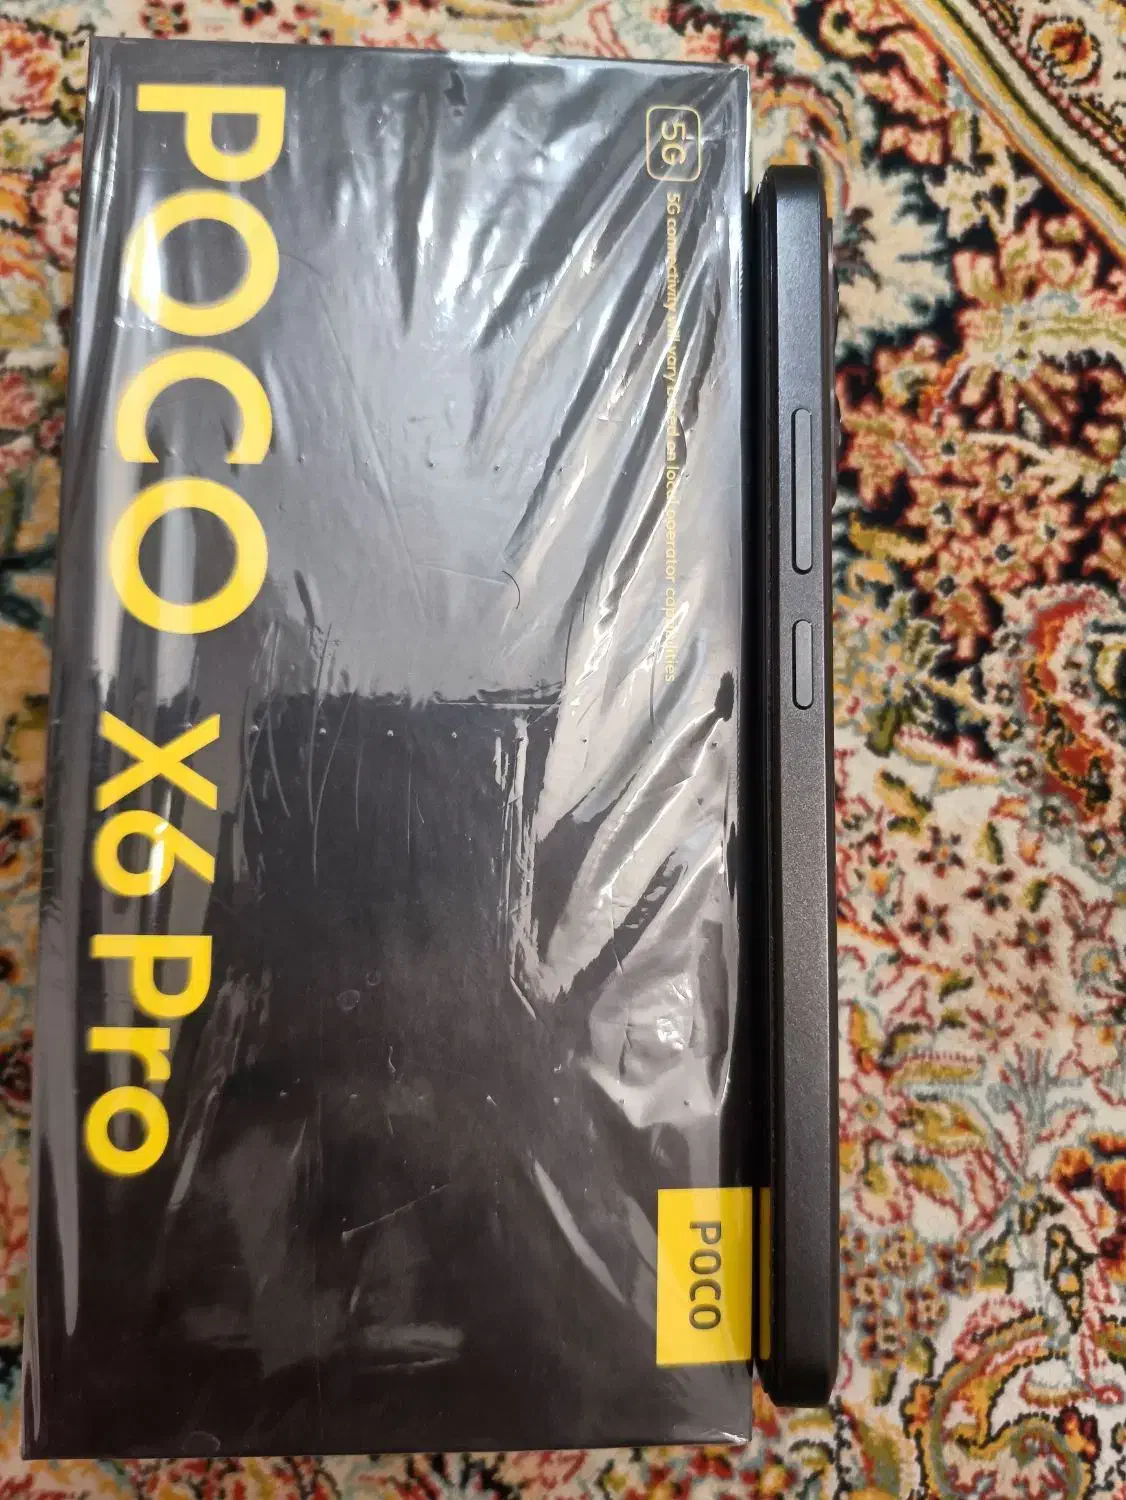 POCO X6 Pro
5G
5G connectivity will vary based on local operator capabilities
POCO